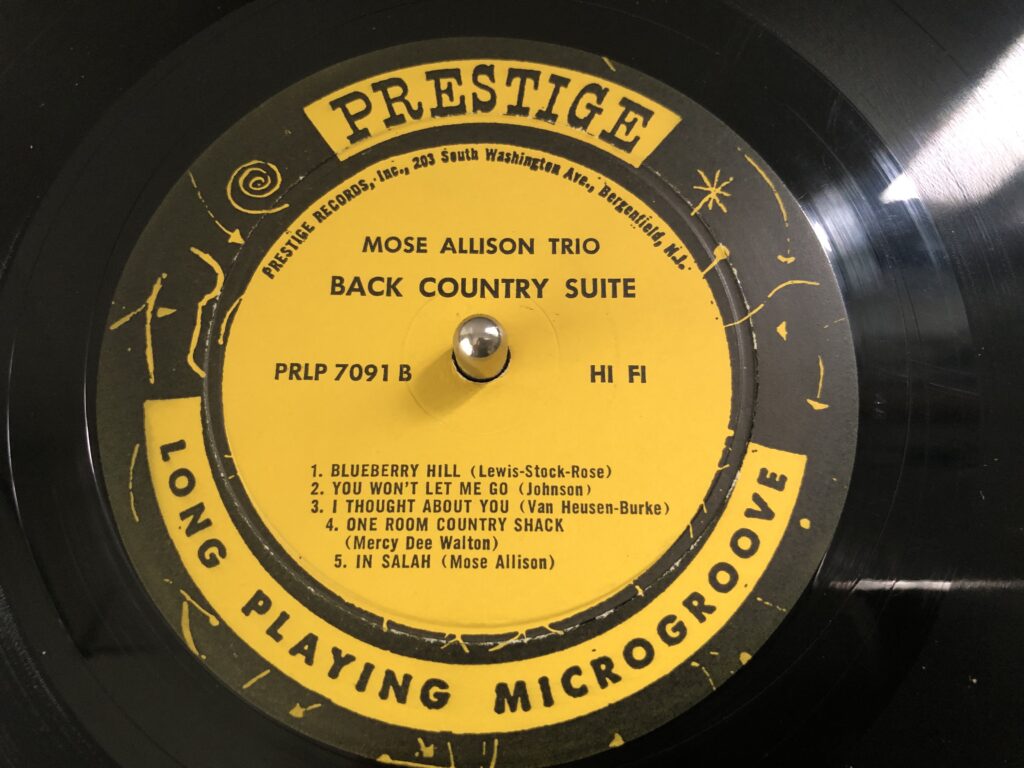 PRESTIGE
PRESTIGE RECORDS, Inc., 203 South Washington Ave., Bergenfield, N.J.
MOSE ALLISON TRIO
BACK COUNTRY SUITE
PRLP 7091 B HI FI
1. BLUEBERRY HILL (Lewis-Stock-Rose)
2. YOU WON'T LET ME GO (Johnson)
3. I THOUGHT ABOUT YOU (Van Heusen-Burke)
4. ONE ROOM COUNTRY SHACK
(Mercy Dee Walton)
5. IN SALAH (Mose Allison)
LONG PLAYING MICROGROOVE